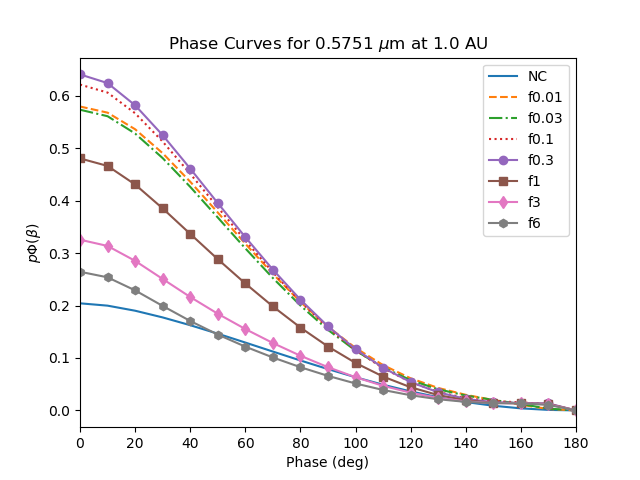 Phase Curves for 0.5751 μm at 1.0 AU
pΦ(β)
0.6
0.5
0.4
0.3
0.2
0.1
0.0
NC
f0.01
f0.03
f0.1
f0.3
f1
f3
f6
0 20 40 60 80 100 120 140 160 180
Phase (deg)